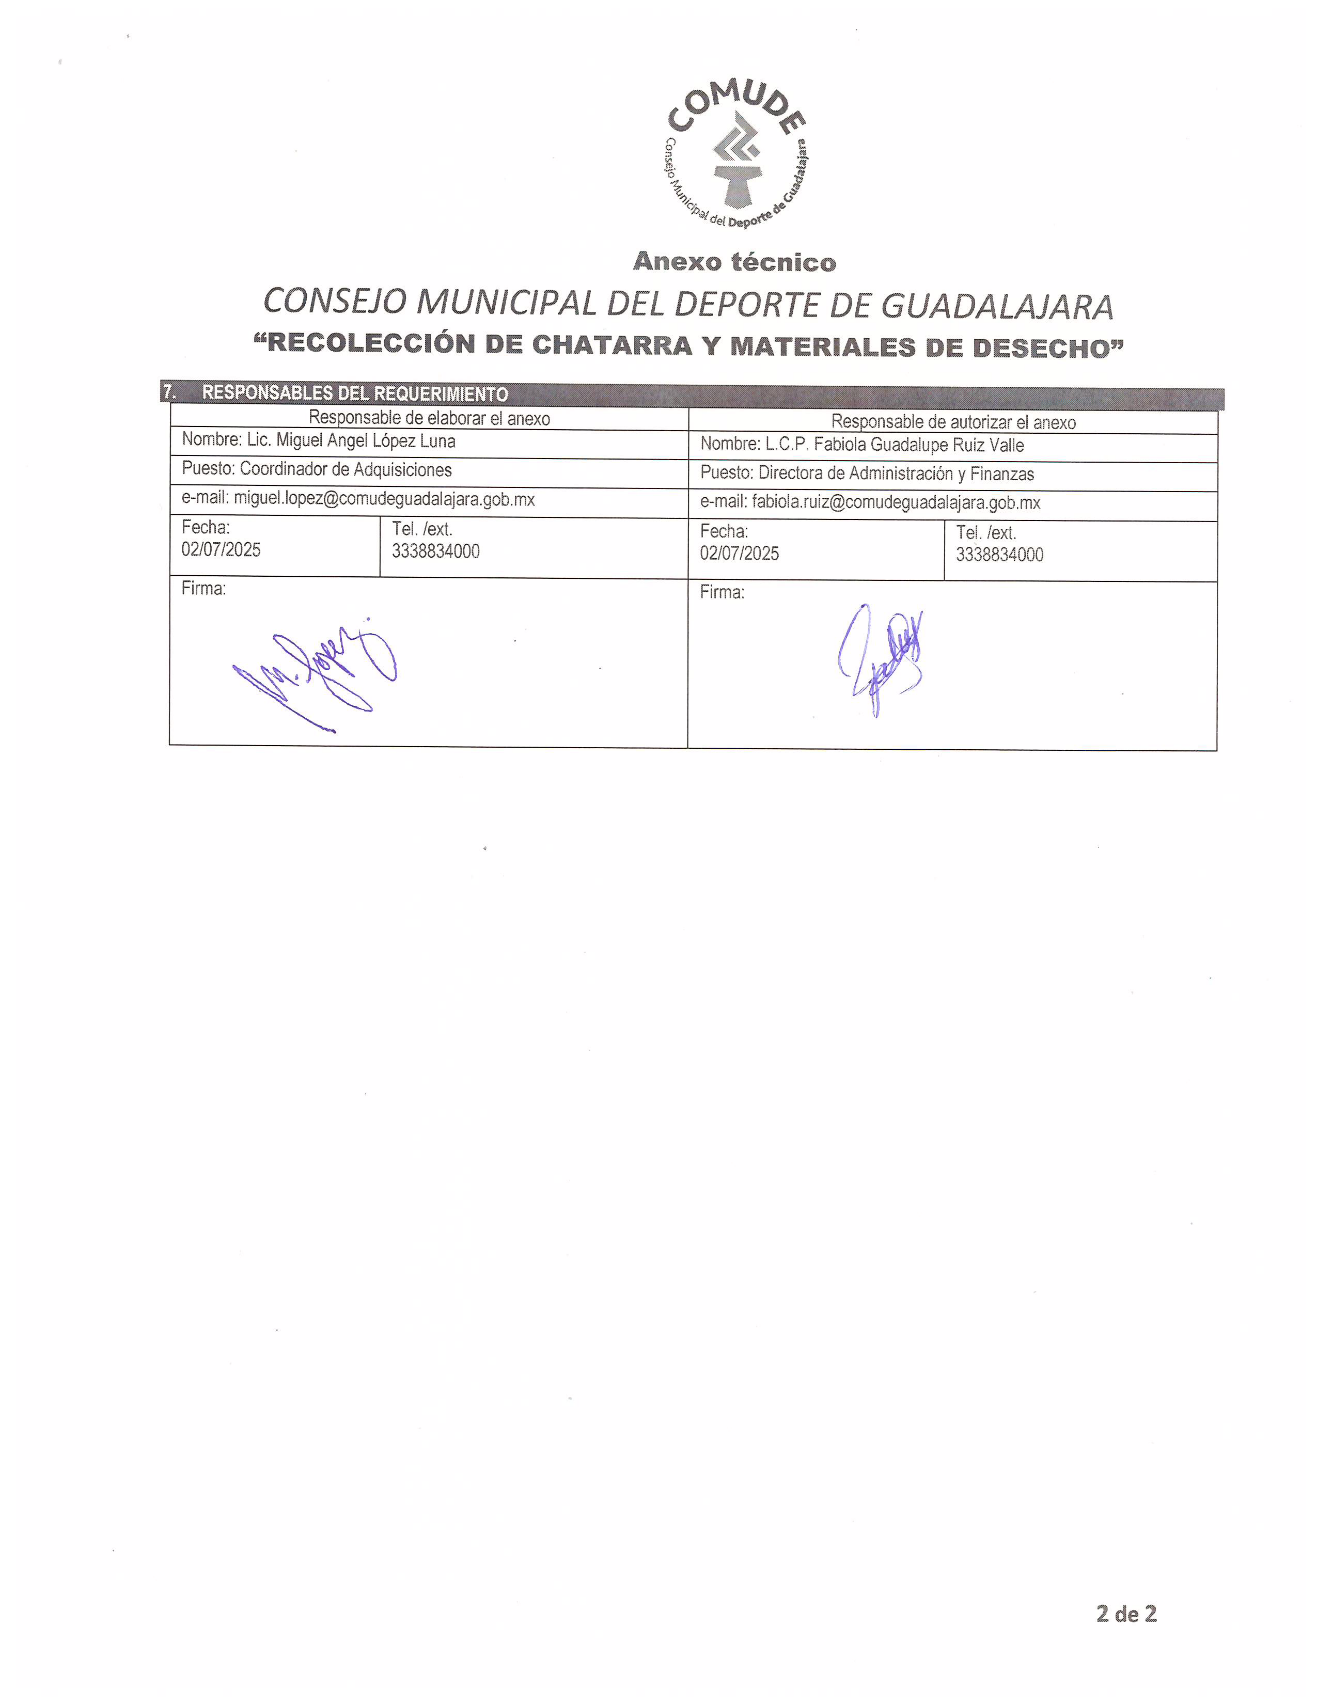 COMUDE
Consejo Municipal del Deporte de Guadalajara
Anexo técnico
CONSEJO MUNICIPAL DEL DEPORTE DE GUADALAJARA
“RECOLECCIÓN DE CHATARRA Y MATERIALES DE DESECHO”
7. RESPONSABLES DEL REQUERIMIENTO
Responsable de elaborar el anexo Responsable de autorizar el anexo
Nombre: Lic. Miguel Angel López Luna Nombre: L.C.P. Fabiola Guadalupe Ruiz Valle
Puesto: Coordinador de Adquisiciones Puesto: Directora de Administración y Finanzas
e-mail: miguel.lopez@comudeguadalajara.gob.mx e-mail: fabiola.ruiz@comudeguadalajara.gob.mx
Fecha: Tel. /ext. Fecha: Tel. /ext.
02/07/2025 3338834000 02/07/2025 3338834000
Firma: Firma:
M. Lopez
2 de 2